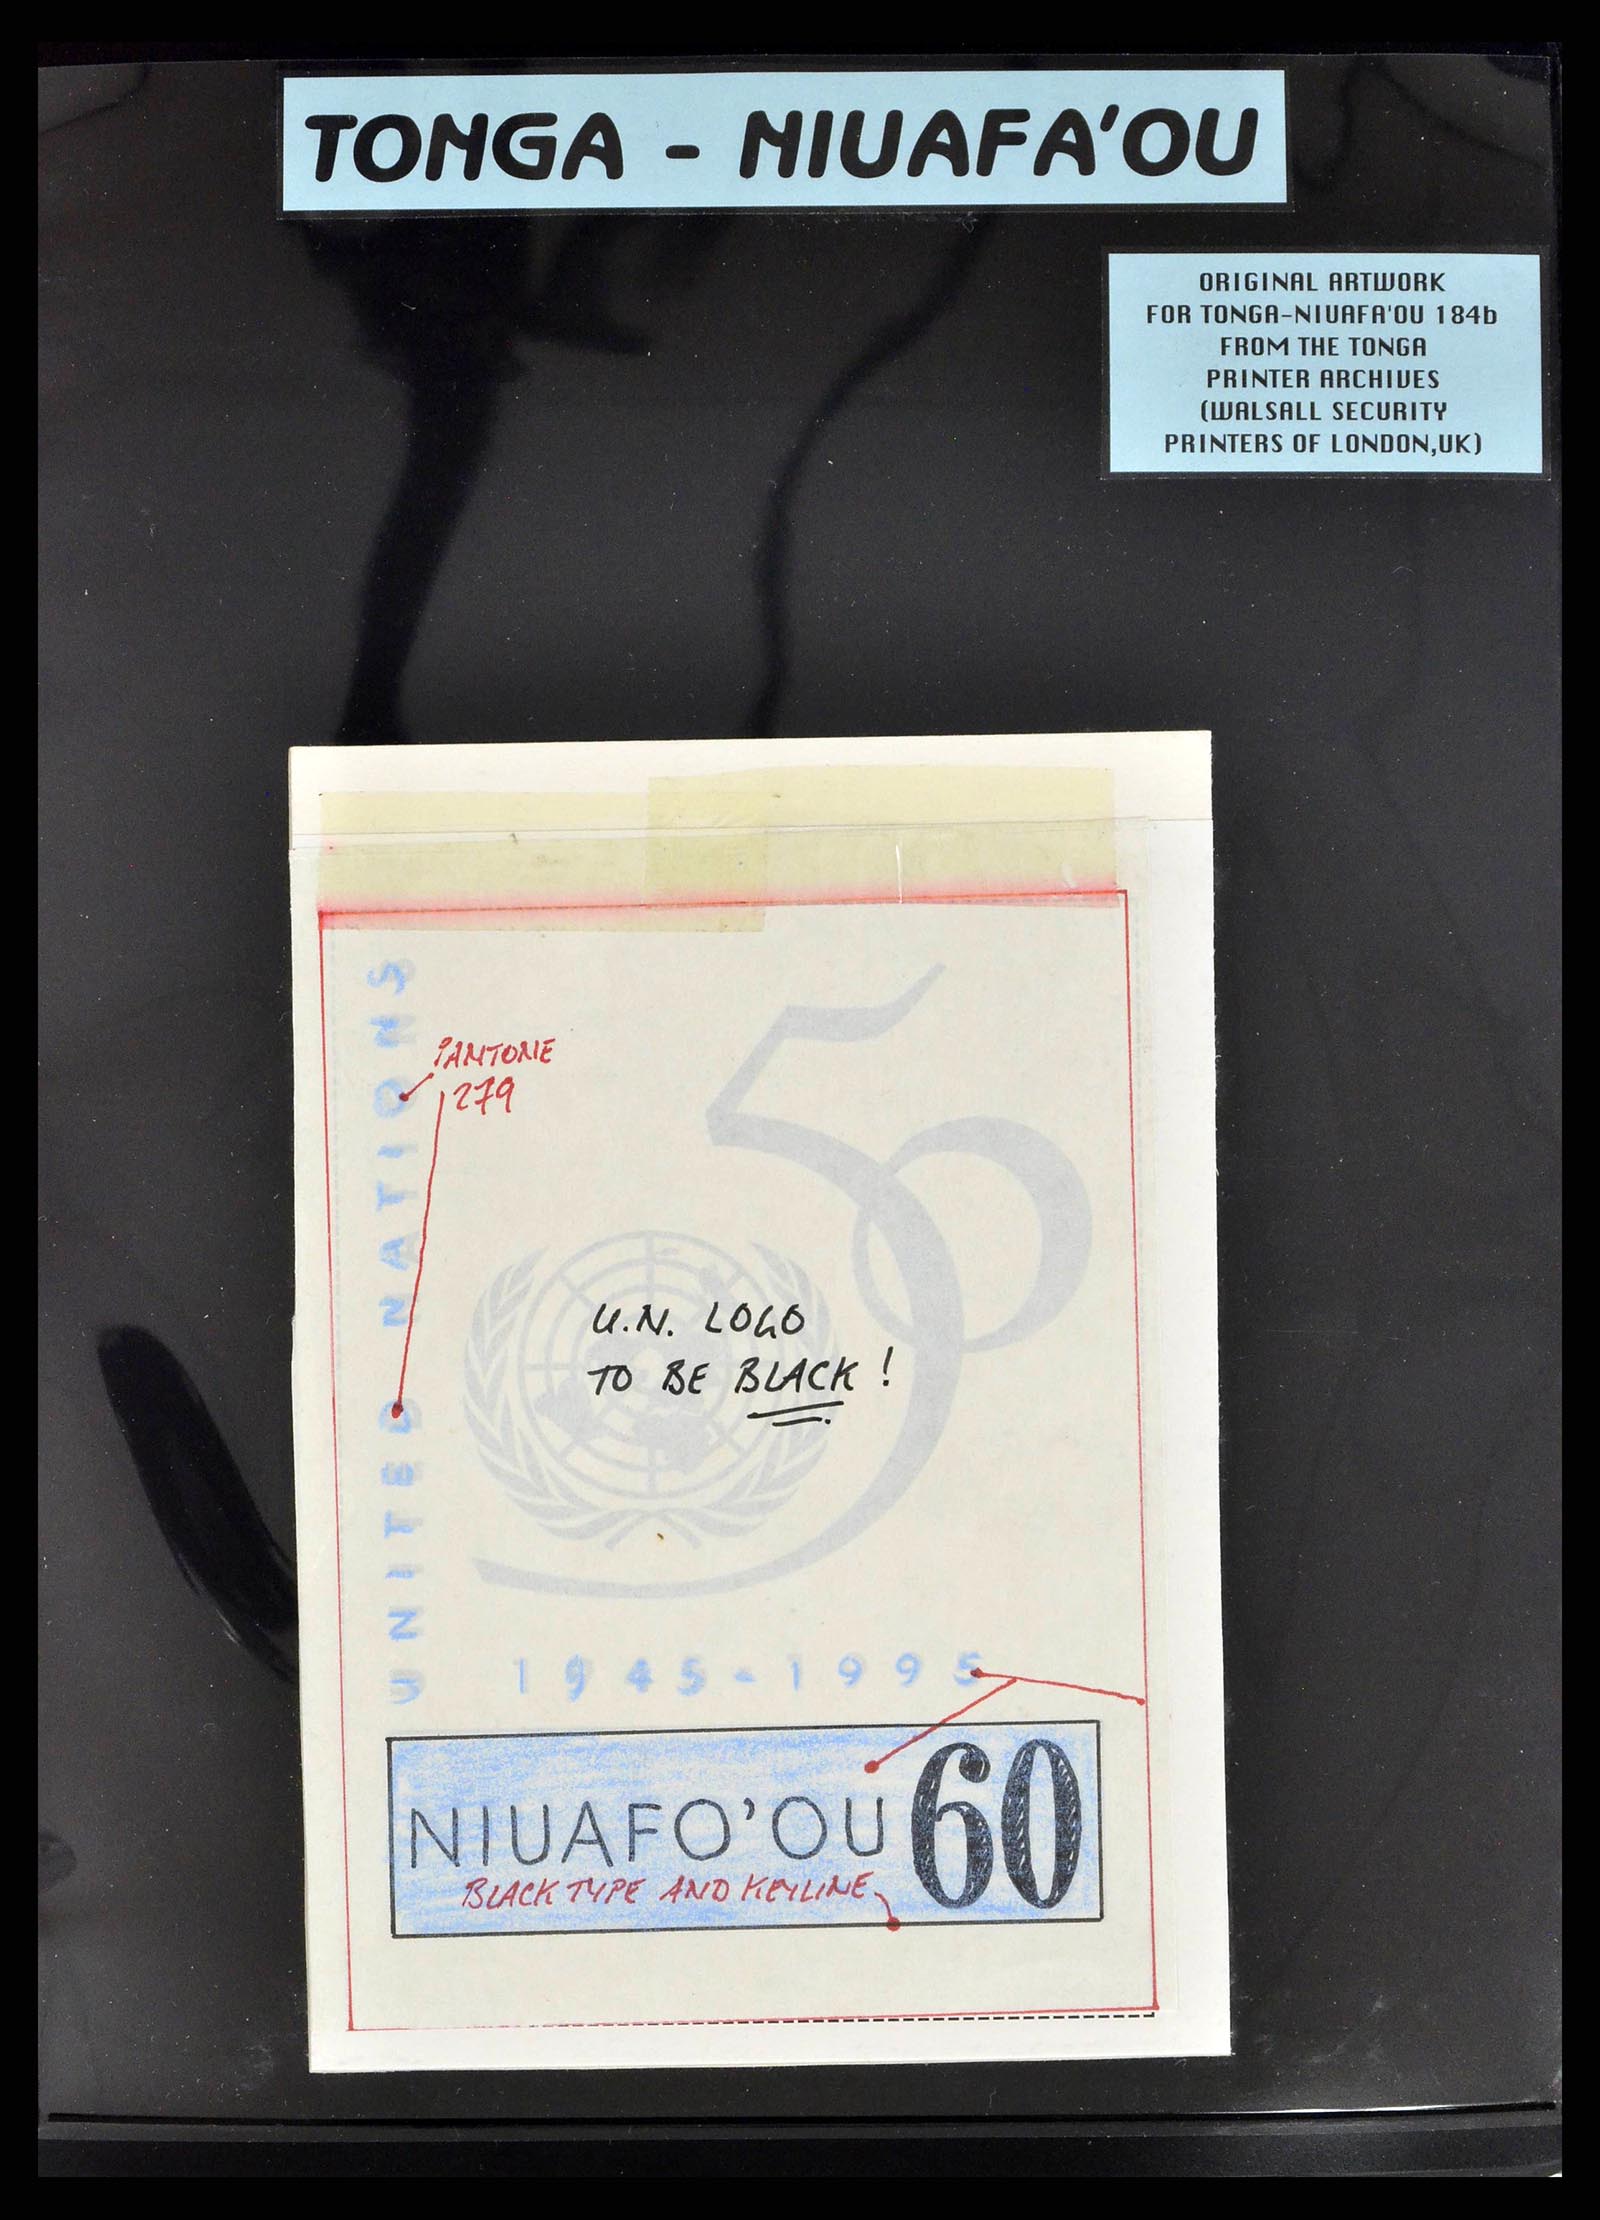 TONGA - NIUAFA'OU
ORIGINAL ARTWORK
FOR TONGA-NIUAFA'OU 184b
FROM THE TONGA
PRINTER ARCHIVES
(WALSALL SECURITY
PRINTERS OF LONDON,UK)
UNITED NATIONS
PANTONE
279
50
U.N. LOGO
TO BE BLACK!
1945-1995
NIUAFO'OU 60
BLACK TYPE AND KEYLINE